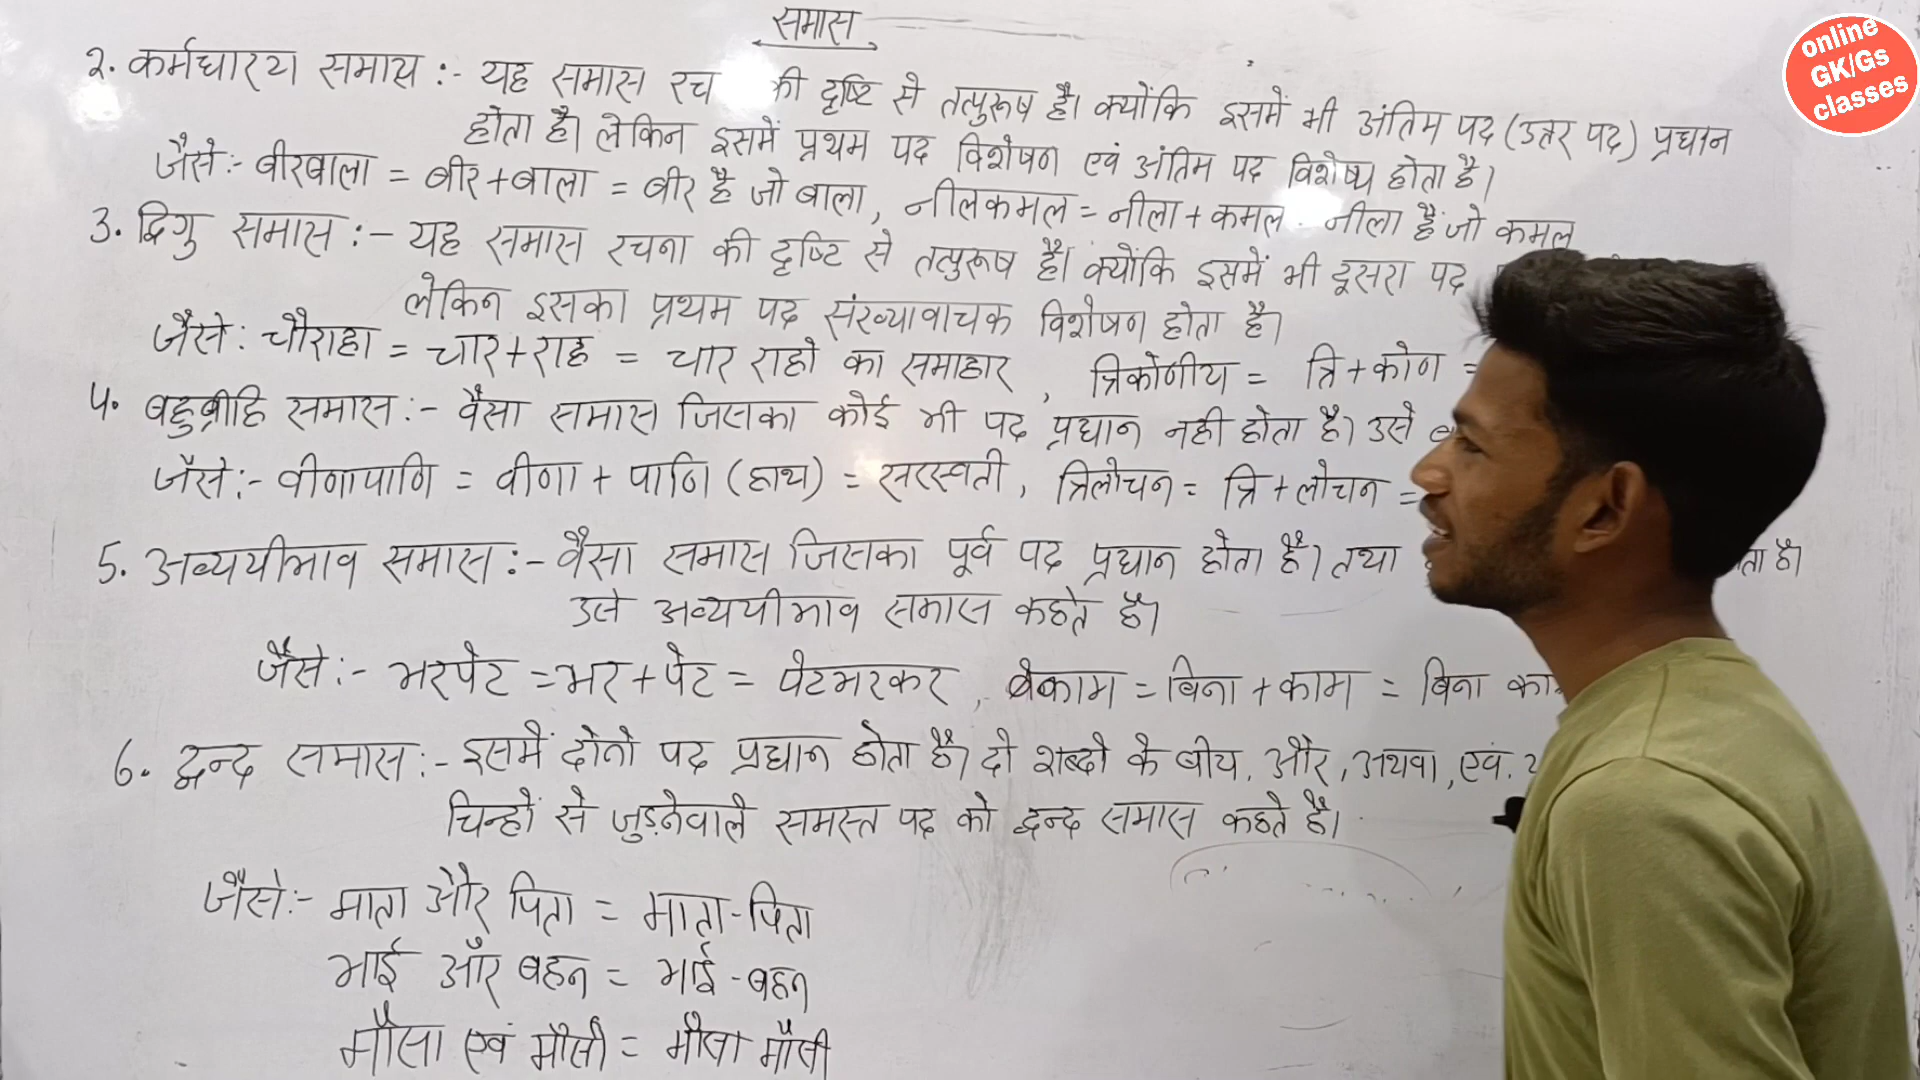 समास
online
GK/Gs
classes
२. कर्मधारय समास :- यह समास रच की दृष्टि से तत्पुरूष है। क्योंकि इसमें भी अंतिम पद (उत्तर पद) प्रधान
होता है। लेकिन इसमें प्रथम पद विशेषण एवं अंतिम पद विशेष्य होता है।
जैसे:- वीरबाला = वीर+बाला = वीर है जो बाला, नीलकमल = नीला+कमल - नीला है जो कमल
3. द्विगु समास :- यह समास रचना की दृष्टि से तत्पुरूष है। क्योंकि इसमें भी दूसरा पद
लेकिन इसका प्रथम पद संख्यावाचक विशेषण होता है।
जैसे: चौराहा = चार+राह = चार राहो का समाहार, त्रिकोणीय = त्रि+कोण =
४. बहुब्रीहि समास:- वैसा समास जिसका कोई भी पद प्रधान नही होता है। उसे
जैसे:- वीणापाणि = वीणा + पाणि (हाथ) = सरस्वती, त्रिलोचन = त्रि+लोचन =
5. अव्ययीभाव समास:- वैसा समास जिसका पूर्व पद प्रधान होता है। तथा ता है।
उसे अव्ययीभाव समास कहते है।
जैसे:- भरपेट = भर+पेट = पेटभरकर, बेकाम = बिना+काम = बिना का
6. द्वन्द समास:- इसमें दोनो पद प्रधान होता है। दो शब्दो के बीच. और, अथवा, एवं.
चिन्हों से जुड़नेवाले समस्त पद को द्वन्द समास कहते है।
जैसे:- माता और पिता = माता-पिता
भाई और बहन = भाई-बहन
मौसा एवं मौसी = मौसा मौसी